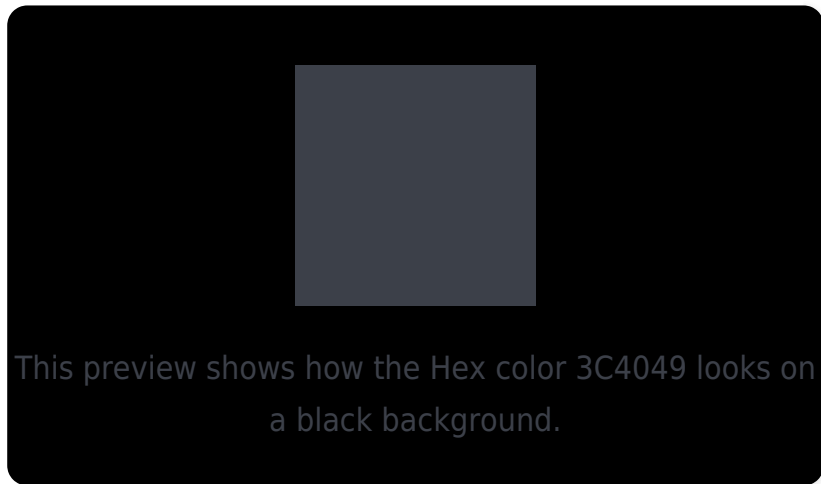 This preview shows how the Hex color 3C4049 looks on
a black background.